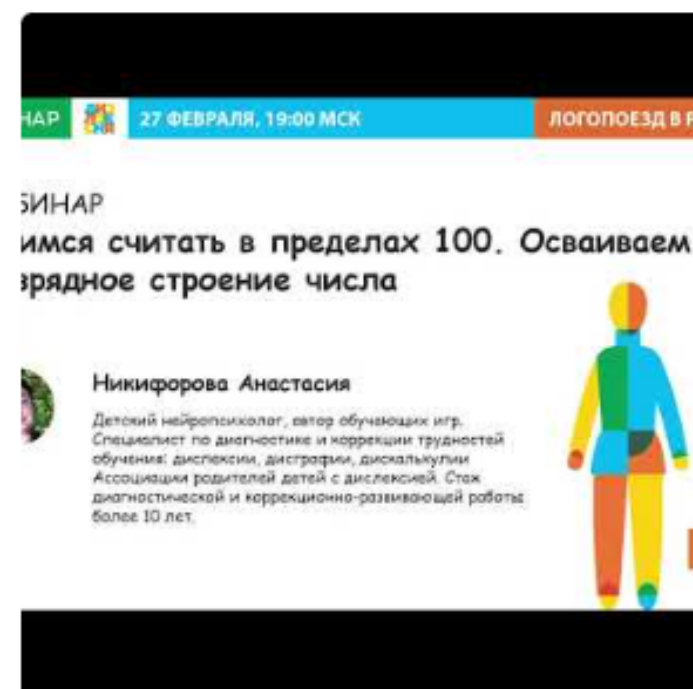 НАР
27 ФЕВРАЛЯ, 19:00 МСК
ЛОГОПОЕЗД В Р
БИНАР
имся считать в пределах 100. Осваиваем
зрядное строение числа
Никифорова Анастасия
Детский нейропсихолог, автор обучающих игр.
Специалист по диагностике и коррекции трудностей
обучения: дислексии, дисграфии, дискалькулии
Ассоциации родителей детей с дислексией. Стаж
диагностической и коррекционно-развивающей работы
более 10 лет.